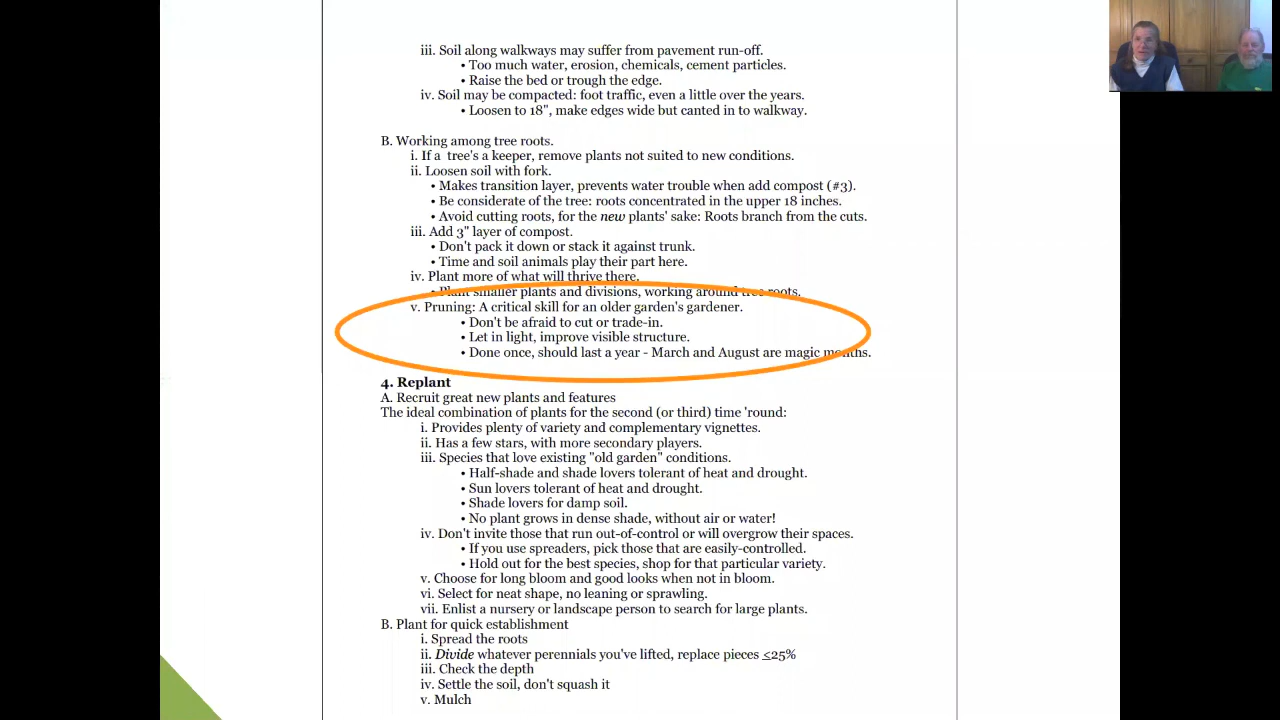 iii. Soil along walkways may suffer from pavement run-off.
• Too much water, erosion, chemicals, cement particles.
• Raise the bed or trough the edge.
iv. Soil may be compacted: foot traffic, even a little over the years.
• Loosen to 18", make edges wide but canted in to walkway.
B. Working among tree roots.
i. If a tree's a keeper, remove plants not suited to new conditions.
ii. Loosen soil with fork.
• Makes transition layer, prevents water trouble when add compost (#3).
• Be considerate of the tree: roots concentrated in the upper 18 inches.
• Avoid cutting roots, for the new plants' sake: Roots branch from the cuts.
iii. Add 3" layer of compost.
• Don't pack it down or stack it against trunk.
• Time and soil animals play their part here.
iv. Plant more of what will thrive there.
• Plant smaller plants and divisions, working around tree roots.
v. Pruning: A critical skill for an older garden's gardener.
• Don't be afraid to cut or trade-in.
• Let in light, improve visible structure.
• Done once, should last a year - March and August are magic months.
4. Replant
A. Recruit great new plants and features
The ideal combination of plants for the second (or third) time 'round:
i. Provides plenty of variety and complementary vignettes.
ii. Has a few stars, with more secondary players.
iii. Species that love existing "old garden" conditions.
• Half-shade and shade lovers tolerant of heat and drought.
• Sun lovers tolerant of heat and drought.
• Shade lovers for damp soil.
• No plant grows in dense shade, without air or water!
iv. Don't invite those that run out-of-control or will overgrow their spaces.
• If you use spreaders, pick those that are easily-controlled.
• Hold out for the best species, shop for that particular variety.
v. Choose for long bloom and good looks when not in bloom.
vi. Select for neat shape, no leaning or sprawling.
vii. Enlist a nursery or landscape person to search for large plants.
B. Plant for quick establishment
i. Spread the roots
ii. Divide whatever perennials you've lifted, replace pieces <25%
iii. Check the depth
iv. Settle the soil, don't squash it
v. Mulch